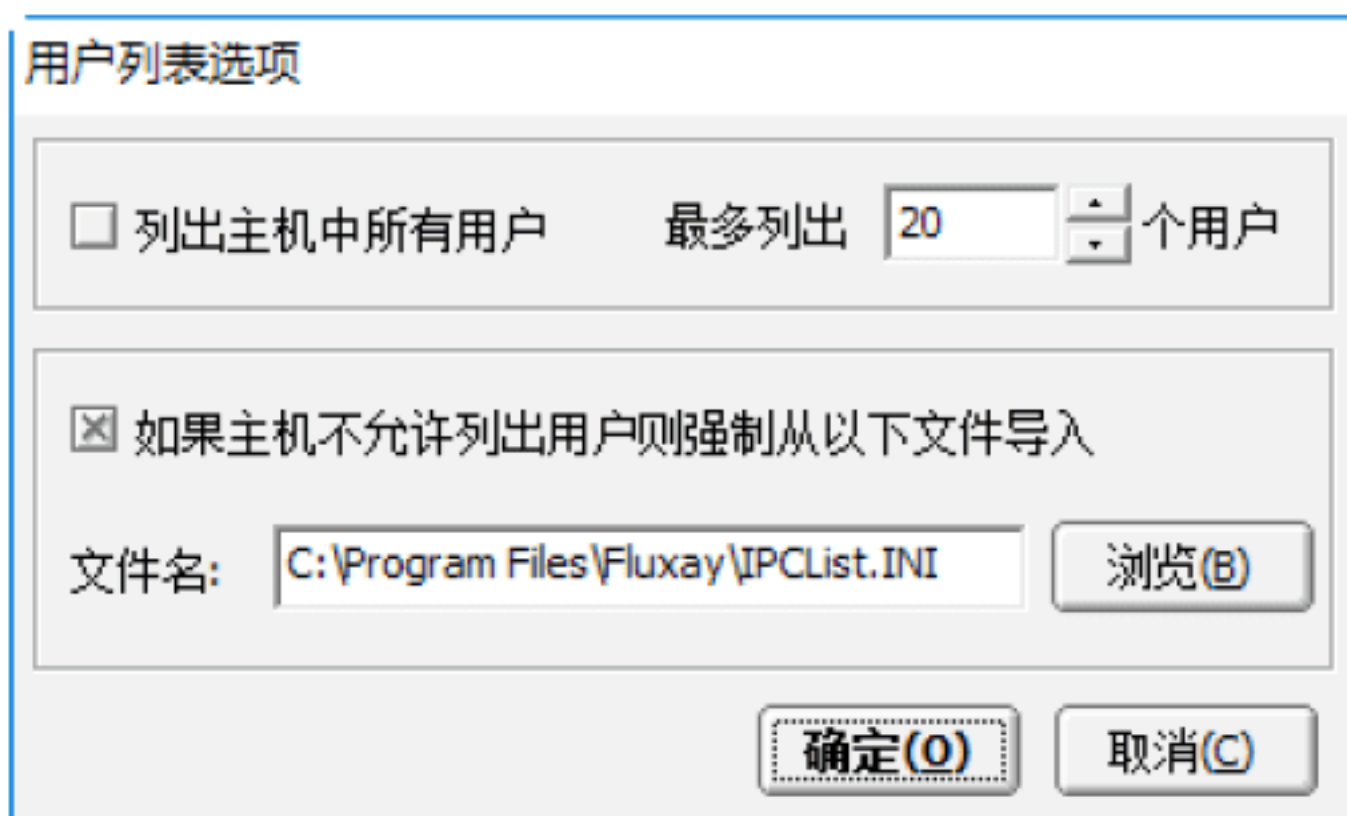 用户列表选项
列出主机中所有用户 最多列出 20 个用户
如果主机不允许列出用户则强制从以下文件导入
文件名: C:\Program Files\Fluxay\IPCList.INI 浏览(B)
确定(O) 取消(C)